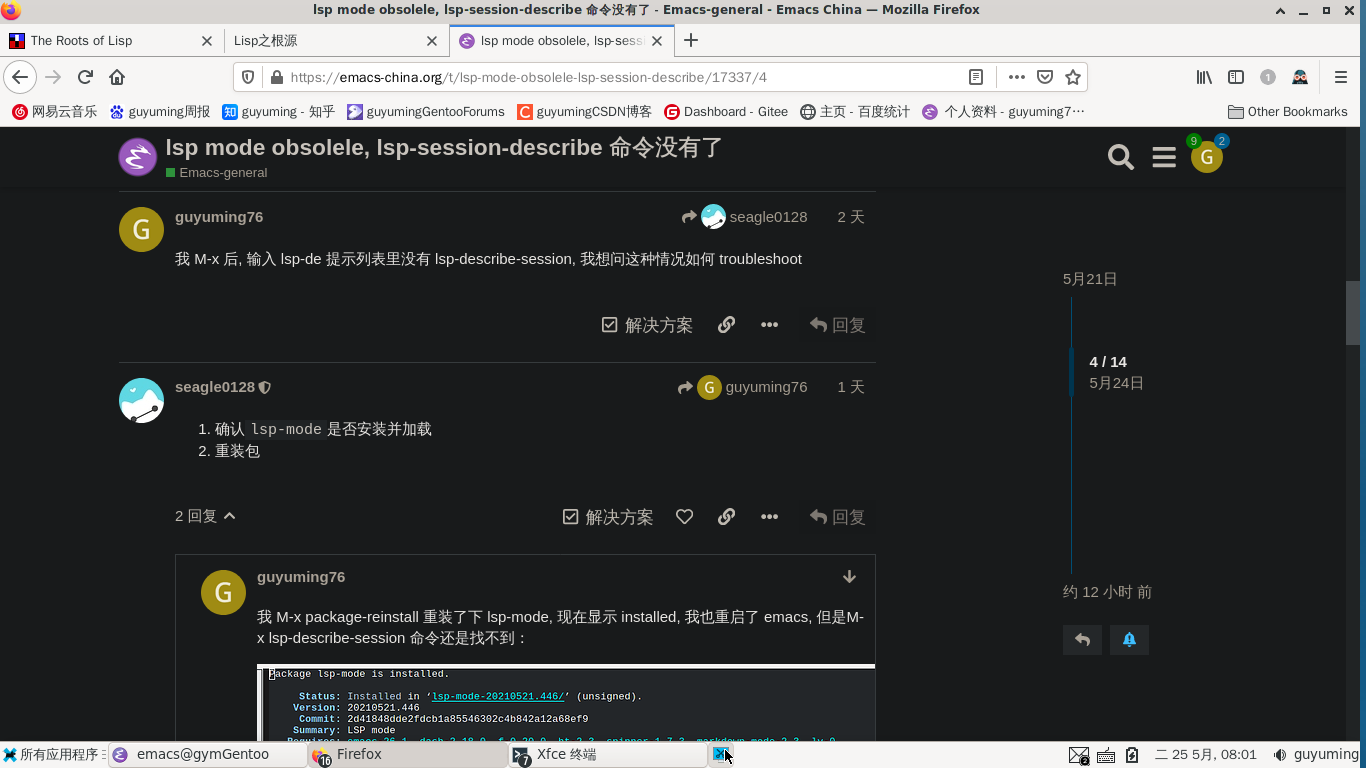 lsp mode obsolele, lsp-session-describe 命令没有了 - Emacs-general - Emacs China — Mozilla Firefox
The Roots of Lisp
Lisp之根源
lsp mode obsolele, lsp-sess
https://emacs-china.org/t/lsp-mode-obsolele-lsp-session-describe/17337/4
1
网易云音乐
guyuming周报
guyuming - 知乎
guyumingGentooForums
guyumingCSDN博客
Dashboard - Gitee
主页 - 百度统计
个人资料 - guyuming7⋯
Other Bookmarks
lsp mode obsolele, lsp-session-describe 命令没有了
Emacs-general
9
2
G
G
guyuming76
seagle0128
2 天
我 M-x 后, 输入 lsp-de 提示列表里没有 lsp-describe-session, 我想问这种情况如何 troubleshoot
解决方案
回复
seagle0128
G
guyuming76
1 天
1. 确认 lsp-mode 是否安装并加载
2. 重装包
2 回复
解决方案
回复
G
guyuming76
我 M-x package-reinstall 重装了下 lsp-mode, 现在显示 installed, 我也重启了 emacs, 但是M-
x lsp-describe-session 命令还是找不到：
Package lsp-mode is installed.
Status: Installed in ‘lsp-mode-20210521.446/’ (unsigned).
Version: 20210521.446
Commit: 2d41848dde2fdcb1a85546302c4b842a12a68ef9
Summary: LSP mode
5月21日
4 / 14
5月24日
约 12 小时 前
所有应用程序
emacs@gymGentoo
16
Firefox
7
Xfce 终端
2
二 25 5月, 08:01
guyuming